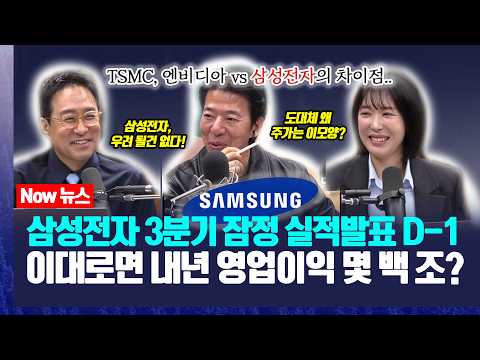 TSMC, 엔비디아 vs 삼성전자의 차이점..
삼성전자,
우려 될건 없다!
도대체 왜
주가는 이모양?
Now 뉴스
SAMSUNG
삼성전자 3분기 잠정 실적발표 D-1
이대로면 내년 영업이익 몇 백 조?